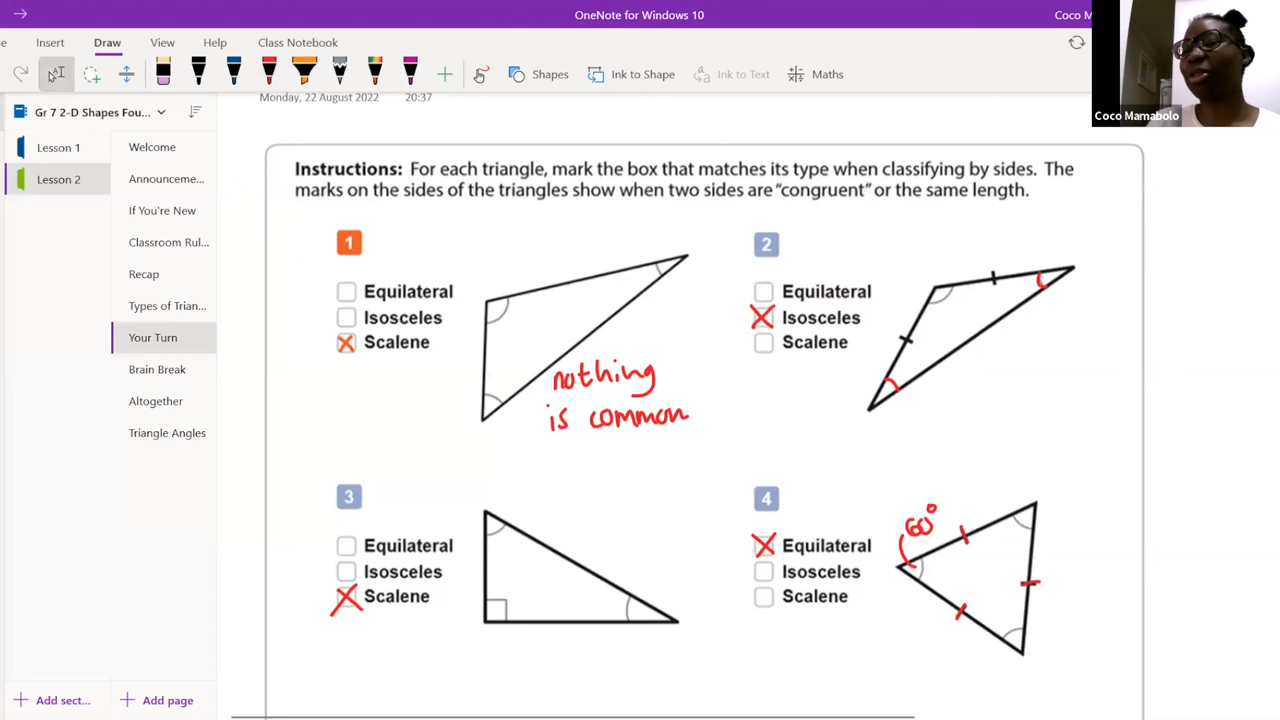 OneNote for Windows 10
Coco M
e Insert Draw View Help Class Notebook
Shapes Ink to Shape Ink to Text Maths
Coco Mamabolo
Monday, 22 August 2022 20:37
Gr 7 2-D Shapes Fou...
Lesson 1
Lesson 2
Welcome
Announceme...
If You're New
Classroom Rul...
Recap
Types of Trian...
Your Turn
Brain Break
Altogether
Triangle Angles
Add sect...
Add page
Instructions: For each triangle, mark the box that matches its type when classifying by sides. The
marks on the sides of the triangles show when two sides are "congruent" or the same length.
1
Equilateral
Isosceles
Scalene
nothing
is common
2
Equilateral
Isosceles
Scalene
3
Equilateral
Isosceles
Scalene
4
Equilateral
Isosceles
Scalene
60°